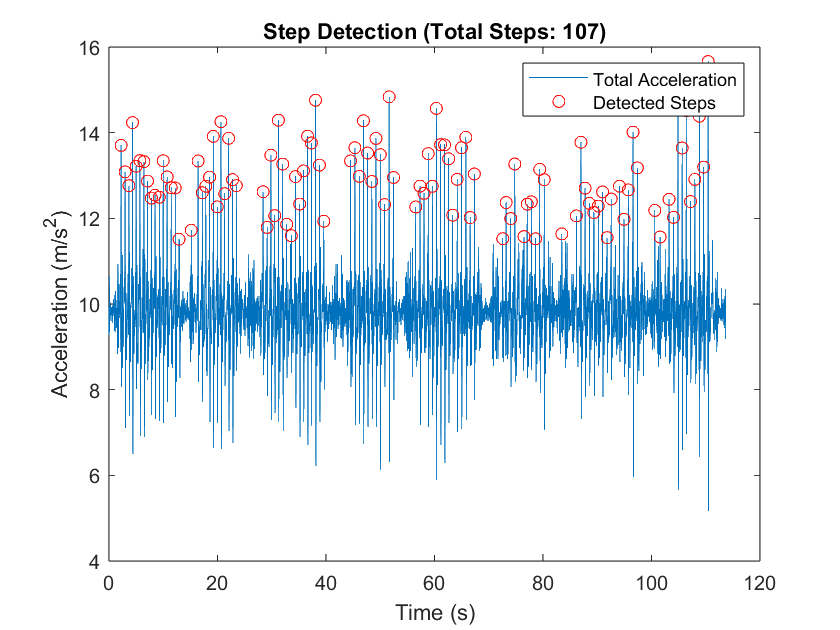 Step Detection (Total Steps: 107)
16
Total Acceleration
Detected Steps
14
12
10
8
6
4
Acceleration (m/s²)
0 20 40 60 80 100 120
Time (s)